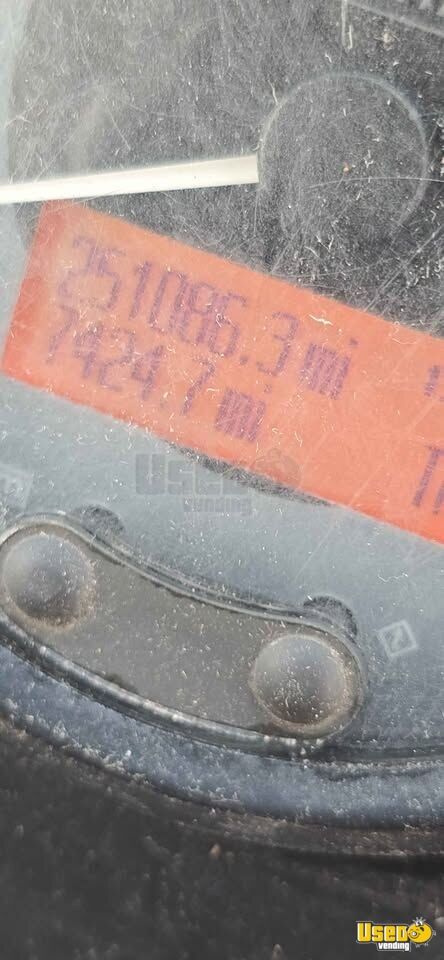 251086.3 mi
7424.7 mi
USED
vending
USED
vending